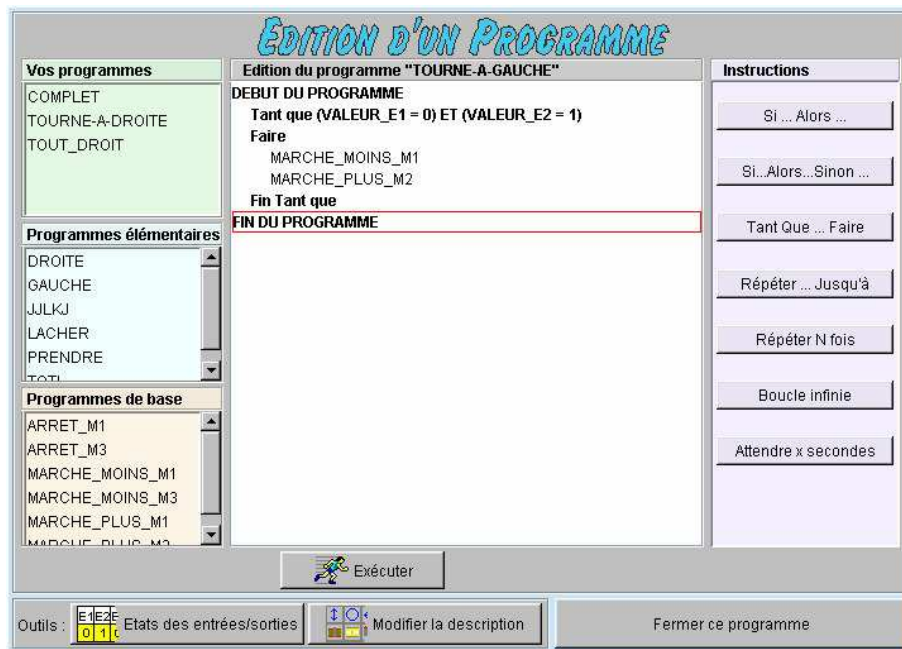 EDITION D'UN PROGRAMME
Vos programmes
COMPLET
TOURNE-A-DROITE
TOUT_DROIT
Programmes élémentaires
DROITE
GAUCHE
JJLKJ
LACHER
PRENDRE
Programmes de base
ARRET_M1
ARRET_M3
MARCHE_MOINS_M1
MARCHE_MOINS_M3
MARCHE_PLUS_M1
Edition du programme "TOURNE-A-GAUCHE"
DEBUT DU PROGRAMME
Tant que (VALEUR_E1 = 0) ET (VALEUR_E2 = 1)
Faire
MARCHE_MOINS_M1
MARCHE_PLUS_M2
Fin Tant que
FIN DU PROGRAMME
Instructions
Si ... Alors ...
Si...Alors...Sinon ...
Tant Que ... Faire
Répéter ... Jusqu'à
Répéter N fois
Boucle infinie
Attendre x secondes
Exécuter
Outils :
E1 E2
0 1
Etats des entrées/sorties
Modifier la description
Fermer ce programme